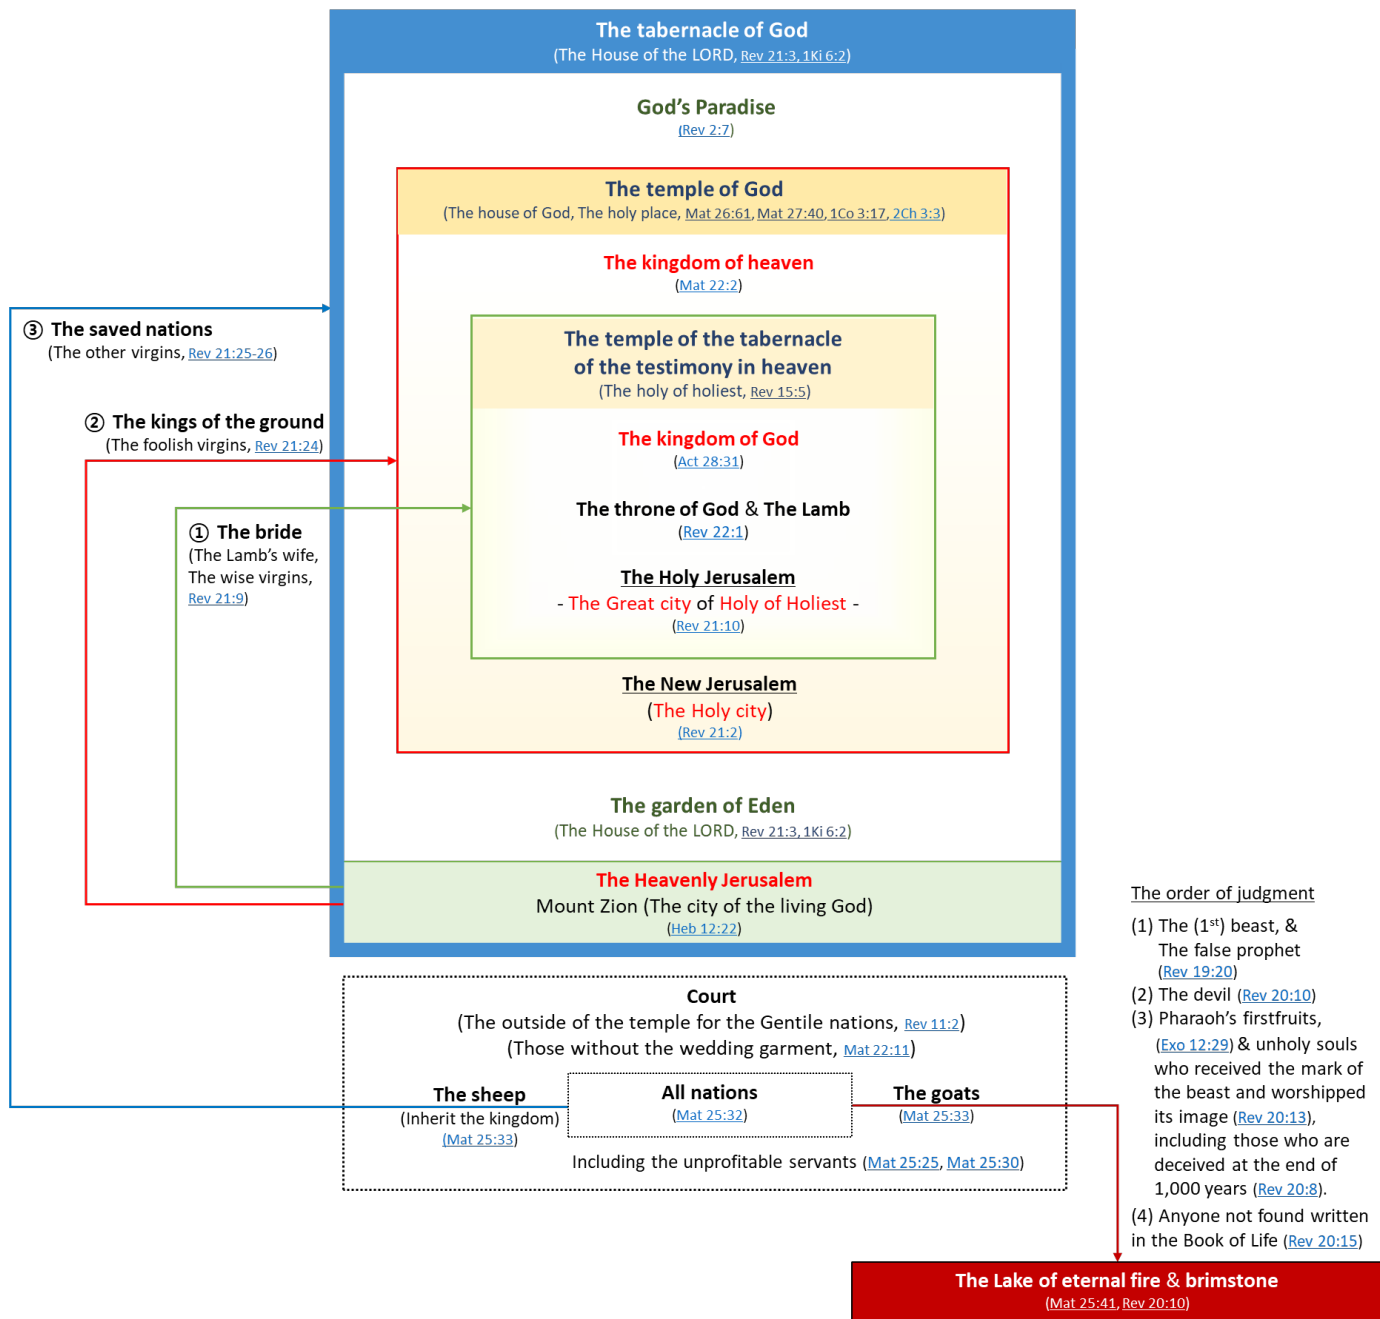 The tabernacle of God
(The House of the LORD, Rev 21:3, 1Ki 6:2)
God’s Paradise
(Rev 2:7)
The temple of God
(The house of God, The holy place, Mat 26:61, Mat 27:40, 1Co 3:17, 2Ch 3:3)
The kingdom of heaven
(Mat 22:2)
The temple of the tabernacle
of the testimony in heaven
(The holy of holiest, Rev 15:5)
The kingdom of God
(Act 28:31)
The throne of God & The Lamb
(Rev 22:1)
The Holy Jerusalem
- The Great city of Holy of Holiest -
(Rev 21:10)
The New Jerusalem
(The Holy city)
(Rev 21:2)
The garden of Eden
(The House of the LORD, Rev 21:3, 1Ki 6:2)
The Heavenly Jerusalem
Mount Zion (The city of the living God)
(Heb 12:22)
③ The saved nations
(The other virgins, Rev 21:25-26)
② The kings of the ground
(The foolish virgins, Rev 21:24)
① The bride
(The Lamb’s wife,
The wise virgins,
Rev 21:9)
Court
(The outside of the temple for the Gentile nations, Rev 11:2)
(Those without the wedding garment, Mat 22:11)
The sheep
(Inherit the kingdom)
(Mat 25:33)
All nations
(Mat 25:32)
The goats
(Mat 25:33)
Including the unprofitable servants (Mat 25:25, Mat 25:30)
The order of judgment
(1) The (1st) beast, &
The false prophet
(Rev 19:20)
(2) The devil (Rev 20:10)
(3) Pharaoh’s firstfruits,
(Exo 12:29) & unholy souls
who received the mark of
the beast and worshipped
its image (Rev 20:13),
including those who are
deceived at the end of
1,000 years (Rev 20:8).
(4) Anyone not found written
in the Book of Life (Rev 20:15)
The Lake of eternal fire & brimstone
(Mat 25:41, Rev 20:10)